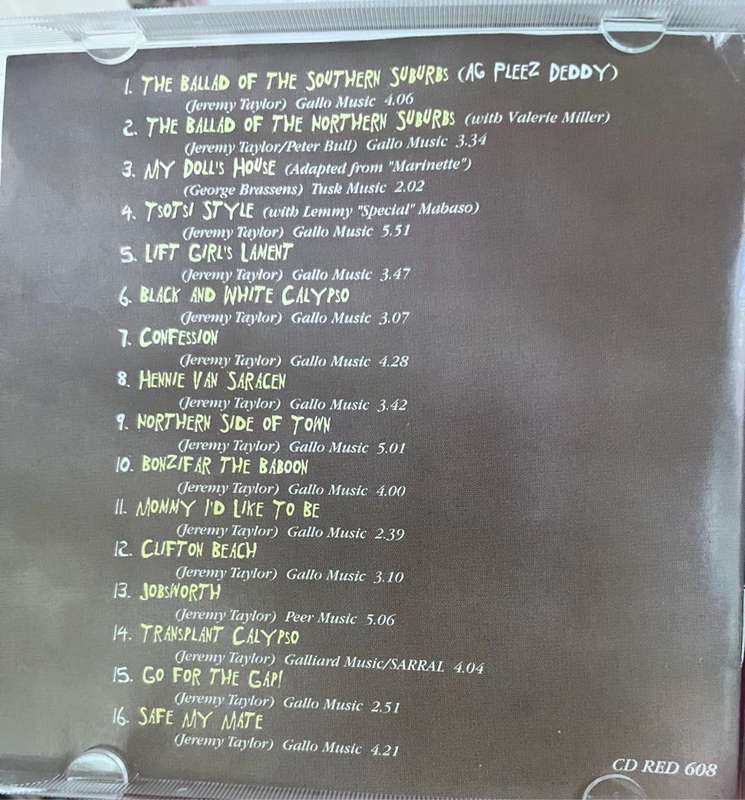 1. THE BALLAD OF THE SOUTHERN SUBURBS (AG PLEEZ DEDDY)
(Jeremy Taylor) Gallo Music 4.06
2. THE BALLAD OF THE NORTHERN SUBURBS (with Valerie Miller)
(Jeremy Taylor/Peter Bull) Gallo Music 3.34
3. MY DOLL'S HOUSE (Adapted from "Marinette")
(George Brassens) Tusk Music 2.02
4. TSOTSI STYLE (with Lemmy "Special" Mabaso)
(Jeremy Taylor) Gallo Music 5.51
5. LIFT GIRL'S LAMENT
(Jeremy Taylor) Gallo Music 3.47
6. BLACK AND WHITE CALYPSO
(Jeremy Taylor) Gallo Music 3.07
7. CONFESSION
(Jeremy Taylor) Gallo Music 4.28
8. HENNIE VAN SARACEN
(Jeremy Taylor) Gallo Music 3.42
9. NORTHERN SIDE OF TOWN
(Jeremy Taylor) Gallo Music 5.01
10. BONZIFAR THE BABOON
(Jeremy Taylor) Gallo Music 4.00
11. MOMMY I'D LIKE TO BE
(Jeremy Taylor) Gallo Music 2.39
12. CLIFTON BEACH
(Jeremy Taylor) Gallo Music 3.10
13. JOBSWORTH
(Jeremy Taylor) Peer Music 5.06
14. TRANSPLANT CALYPSO
(Jeremy Taylor) Galliard Music/SARRAL 4.04
15. GO FOR THE GAP!
(Jeremy Taylor) Gallo Music 2.51
16. SAFE MY MATE
(Jeremy Taylor) Gallo Music 4.21
CD RED 608